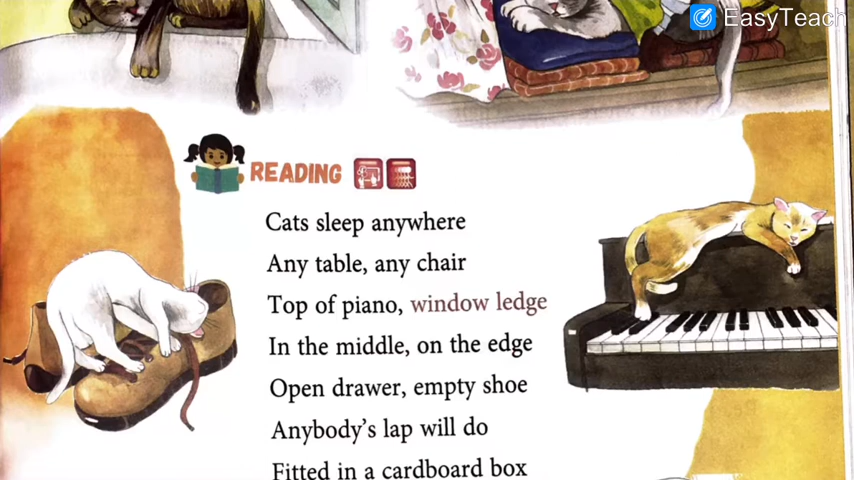 EasyTeach
READING
Cats sleep anywhere
Any table, any chair
Top of piano, window ledge
In the middle, on the edge
Open drawer, empty shoe
Anybody's lap will do
Fitted in a cardboard box